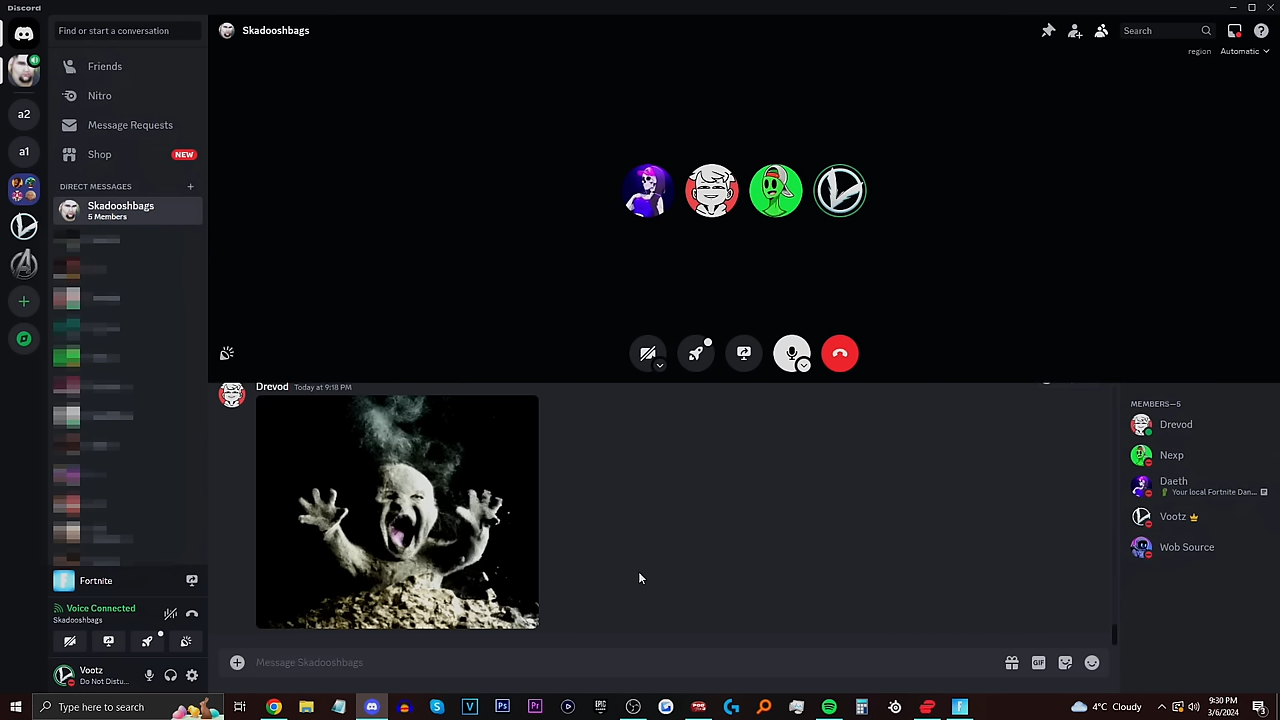 Discord
Find or start a conversation
Skadooshbags
Search
region
Automatic
Friends
Nitro
Message Requests
Shop
NEW
DIRECT MESSAGES
Skadooshbags
5 Members
a2
a1
Drevod Today at 9:18 PM
MEMBERS—5
Drevod
Nexp
Daeth
Your local Fortnite Dan...
Vootz
Wob Source
Fortnite
Voice Connected
Skadooshbags
Vootz
Do Not Distu...
Message Skadooshbags
GIF
Type here to search
4°C Cloudy
9:30 PM
3/6/2024